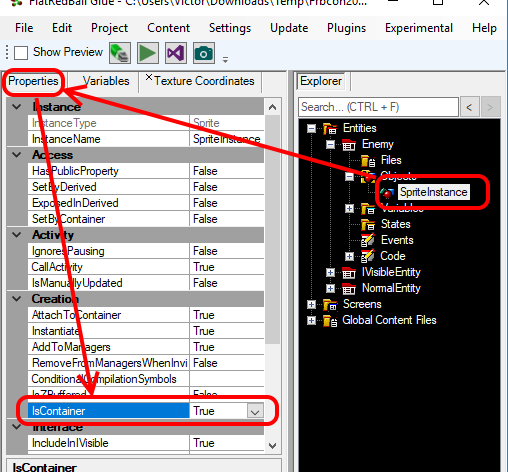 FlatRedBall Glue - C:\Users\Victor\Downloads\Temp\Frbcon20...
File Edit Project Content Settings Update Plugins Experimental Help
Show Preview
Properties Variables Texture Coordinates
Instance
InstanceType Sprite
InstanceName SpriteInstance
Access
HasPublicProperty False
SetByDerived False
ExposedInDerived False
SetByContainer False
Activity
IgnoresPausing False
CallActivity True
IsManuallyUpdated False
Creation
AttachToContainer True
Instantiate True
AddToManagers True
RemoveFromManagersWhenInvi False
ConditionalCompilationSymbols
IsZBuffered False
IsContainer True
Interface
IncludeInIVisible True
IsContainer
Explorer
Search... (CTRL + F) < >
Entities
Enemy
Files
Objects
SpriteInstance
Variables
States
Events
Code
IVisibleEntity
NormalEntity
Screens
Global Content Files